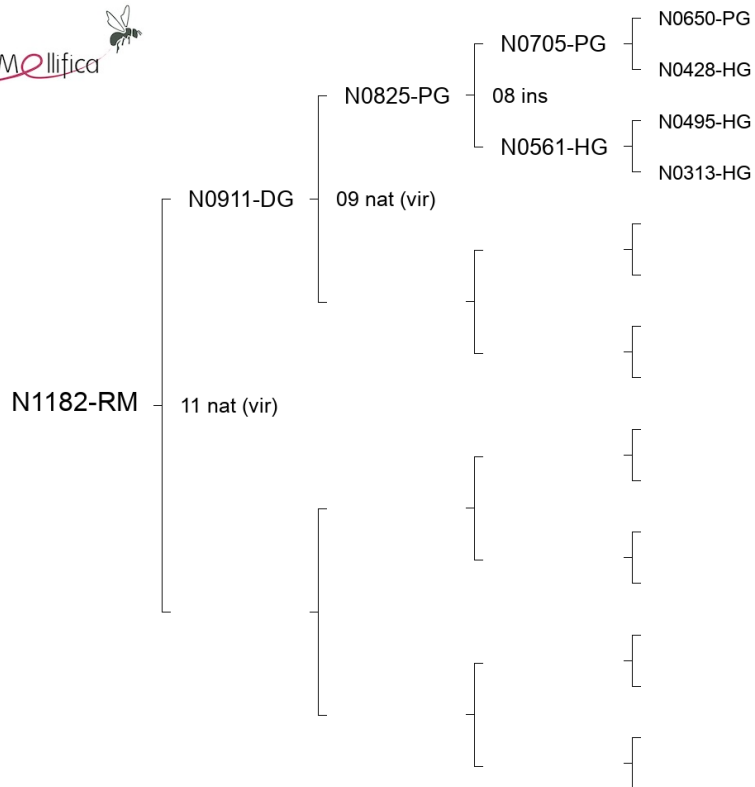 Mellifica
N0650-PG
N0705-PG
N0428-HG
N0825-PG
08 ins
N0495-HG
N0561-HG
N0313-HG
N0911-DG
09 nat (vir)
N1182-RM
11 nat (vir)